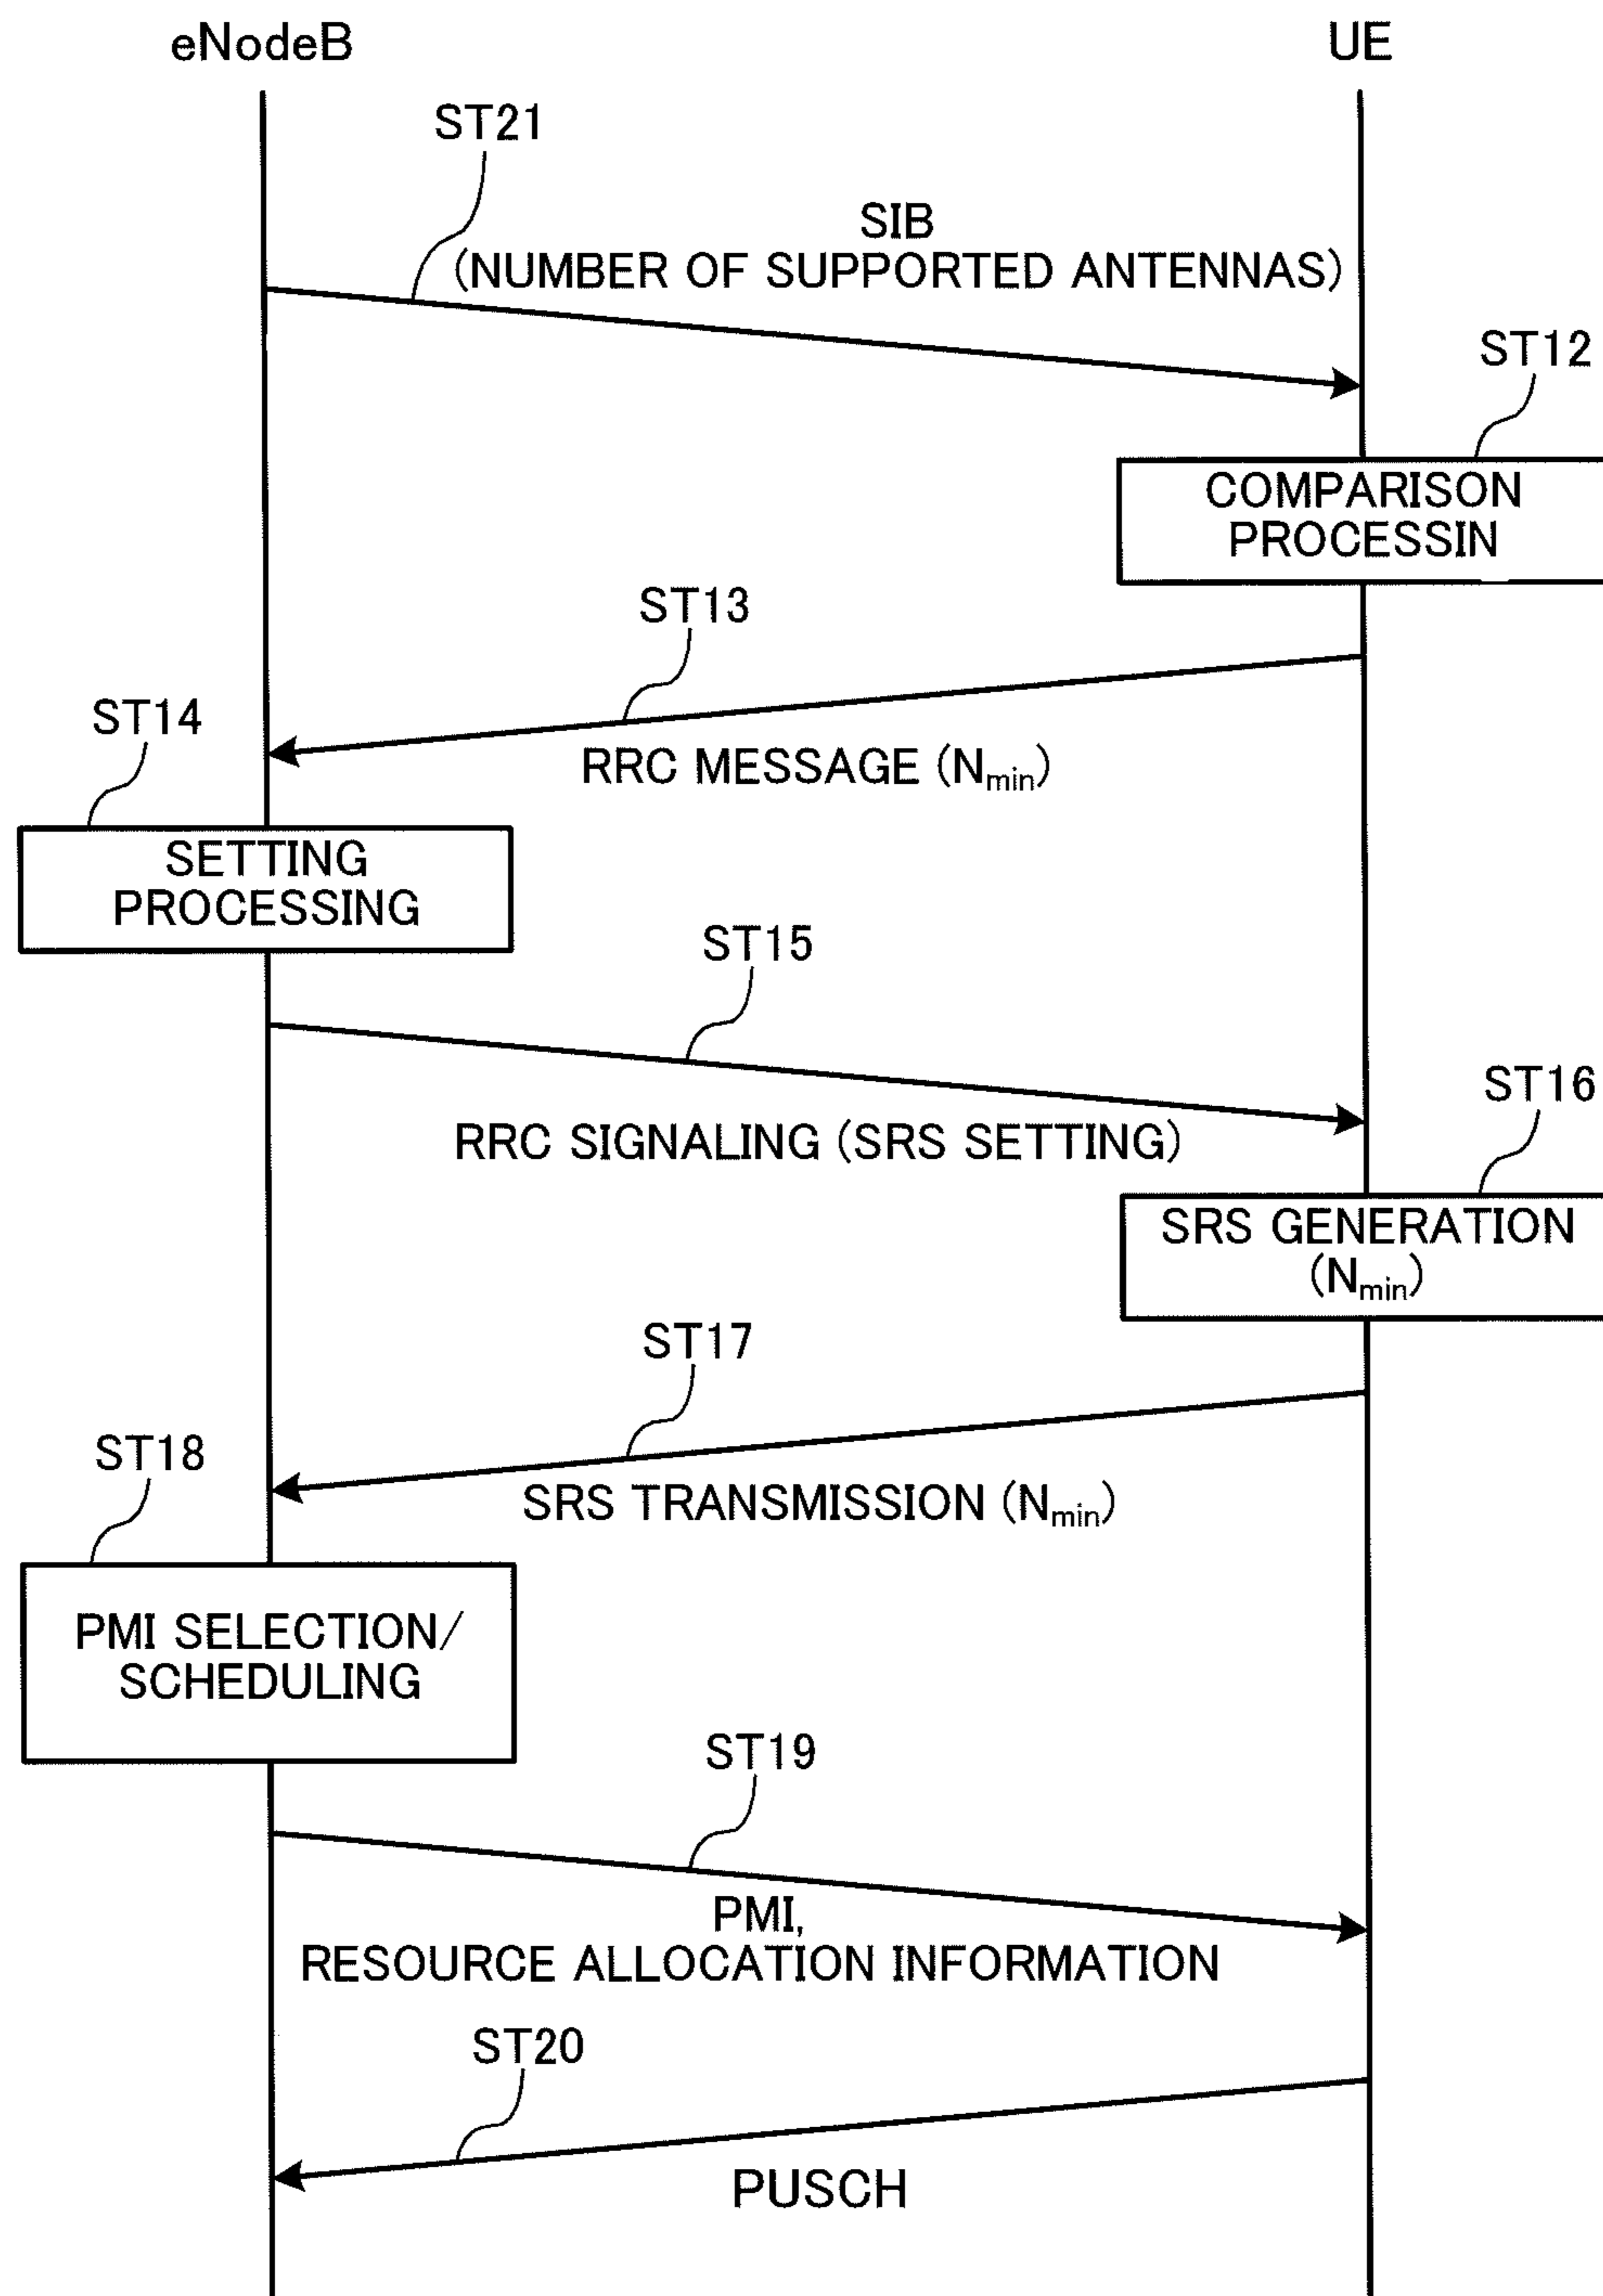 eNodeB
UE
ST21
SIB
(NUMBER OF SUPPORTED ANTENNAS)
ST12
COMPARISON
PROCESSIN
ST13
RRC MESSAGE (Nmin)
ST14
SETTING
PROCESSING
ST15
RRC SIGNALING (SRS SETTING)
ST16
SRS GENERATION
(Nmin)
ST17
SRS TRANSMISSION (Nmin)
ST18
PMI SELECTION/
SCHEDULING
ST19
PMI,
RESOURCE ALLOCATION INFORMATION
ST20
PUSCH